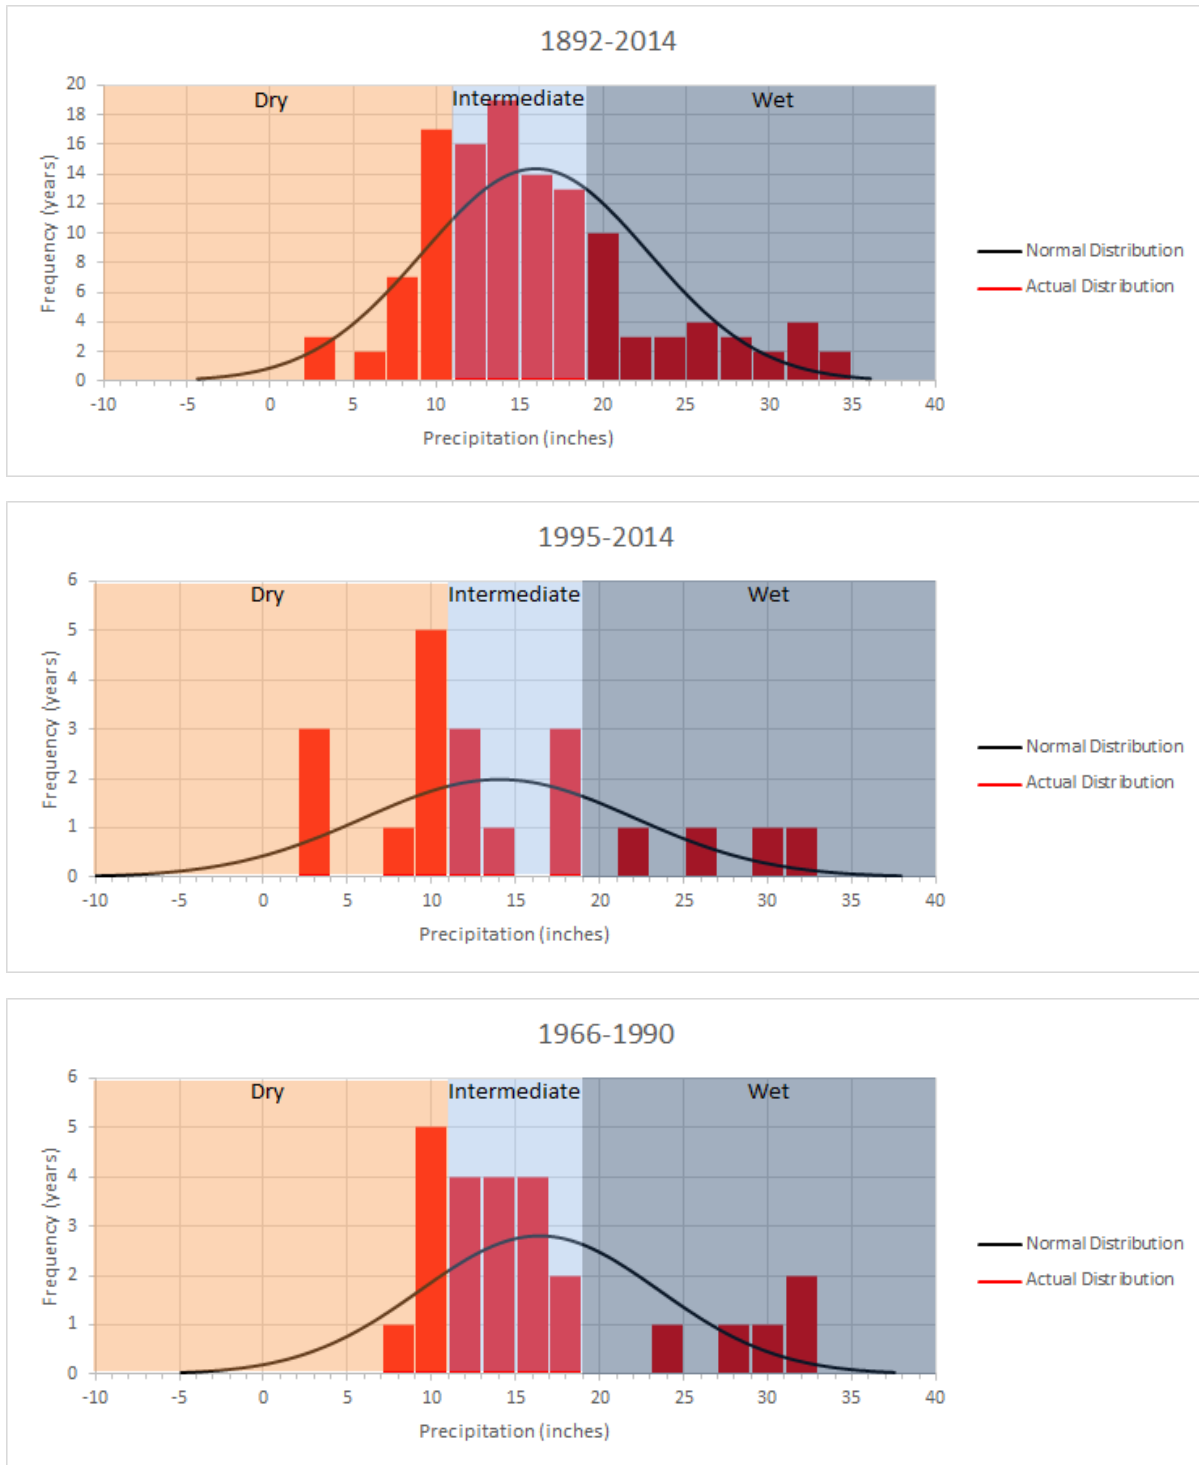 1892-2014
20
18
16
14
12
10
8
6
4
2
0
Frequency (years)
Dry Intermediate Wet
-10 -5 0 5 10 15 20 25 30 35 40
Precipitation (inches)
Normal Distribution
Actual Distribution
1995-2014
6
5
4
3
2
1
0
Frequency (years)
Dry Intermediate Wet
-10 -5 0 5 10 15 20 25 30 35 40
Precipitation (inches)
Normal Distribution
Actual Distribution
1966-1990
6
5
4
3
2
1
0
Frequency (years)
Dry Intermediate Wet
-10 -5 0 5 10 15 20 25 30 35 40
Precipitation (inches)
Normal Distribution
Actual Distribution